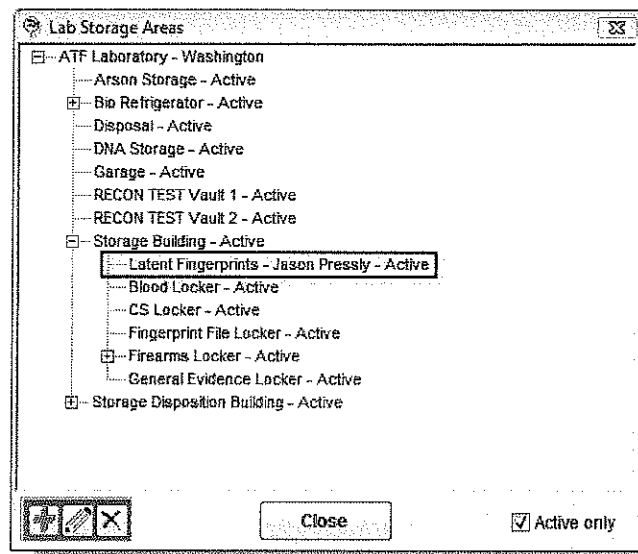 Lab Storage Areas
ATF Laboratory - Washington
Arson Storage - Active
Bio Refrigerator - Active
Disposal - Active
DNA Storage - Active
Garage - Active
RECON TEST Vault 1 - Active
RECON TEST Vault 2 - Active
Storage Building - Active
Latent Fingerprints - Jason Pressly - Active
Blood Locker - Active
CS Locker - Active
Fingerprint File Locker - Active
Firearms Locker - Active
General Evidence Locker - Active
Storage Disposition Building - Active
Close
Active only